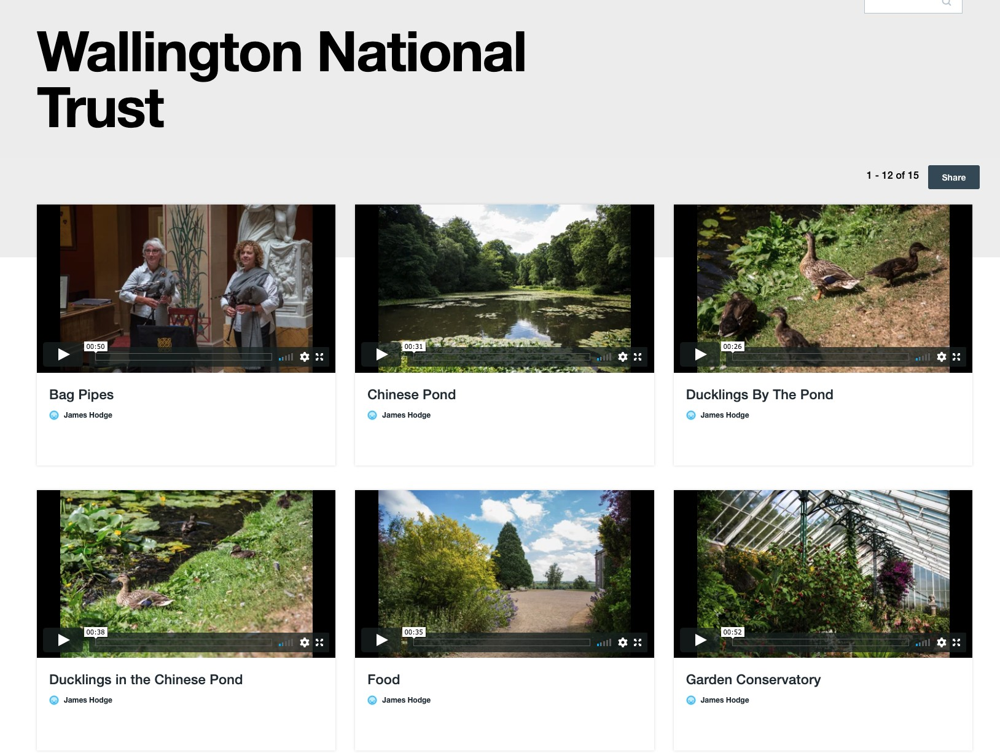 Wallington National
Trust
1 - 12 of 15
Share
00:50
00:31
00:26
Bag Pipes
Chinese Pond
Ducklings By The Pond
James Hodge
James Hodge
James Hodge
00:38
00:35
00:52
Ducklings in the Chinese Pond
Food
Garden Conservatory
James Hodge
James Hodge
James Hodge